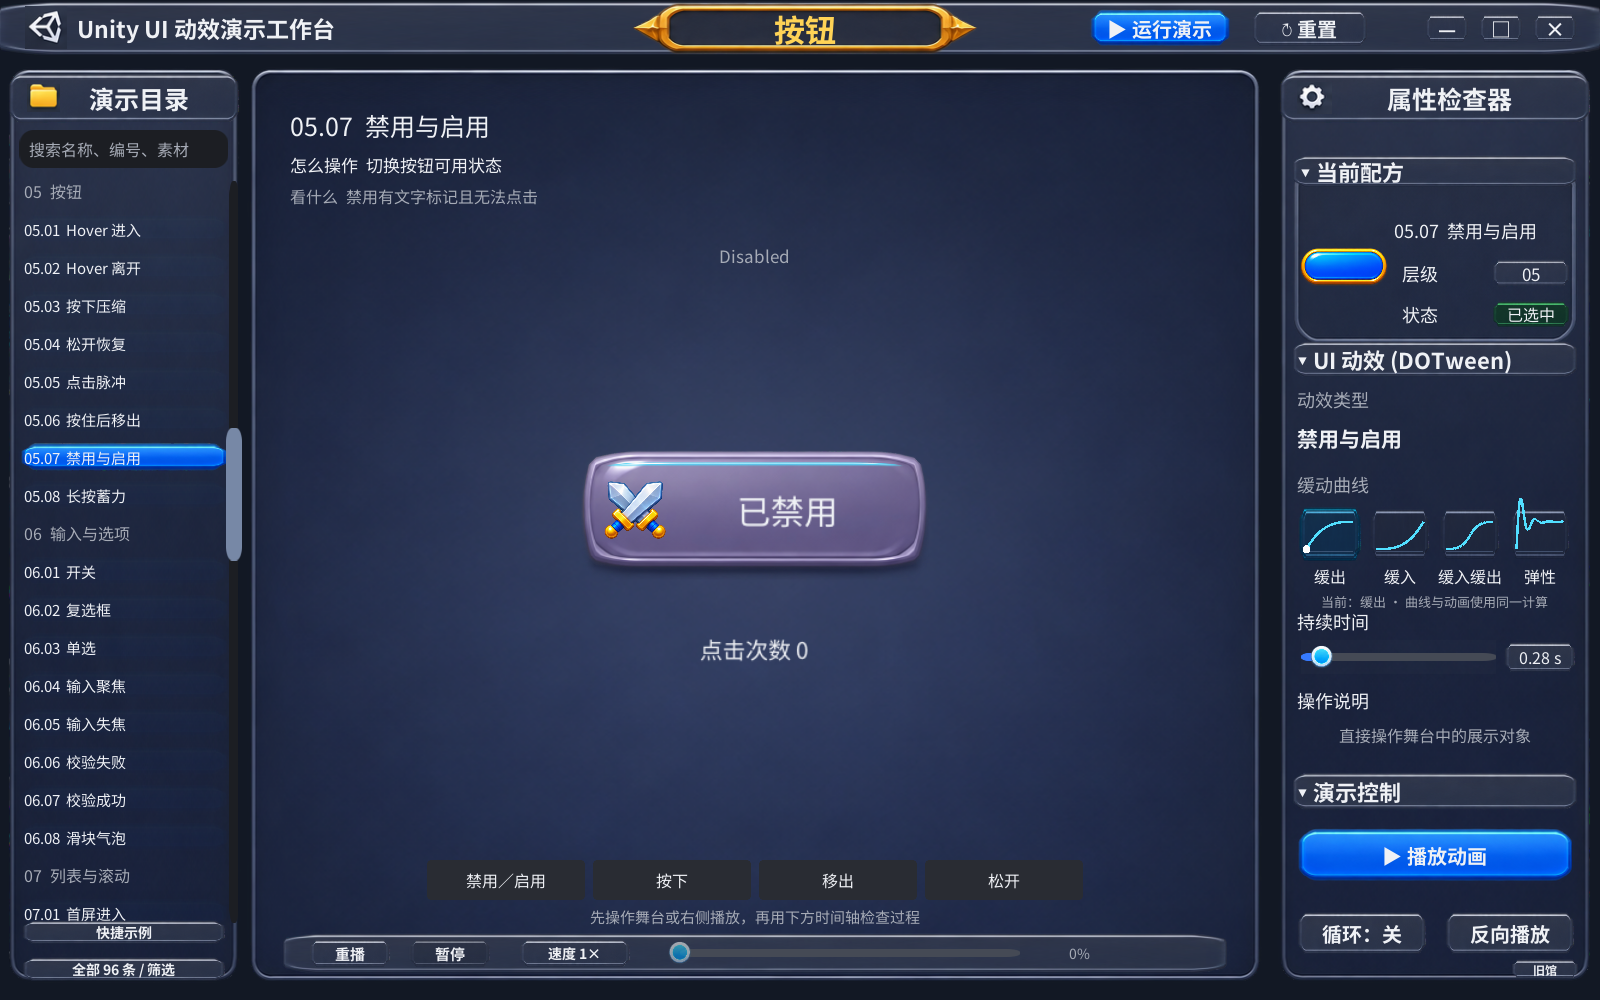 Unity UI 动效演示工作台
按钮
▶ 运行演示
重置
演示目录
搜索名称、编号、素材
05 按钮
05.01 Hover 进入
05.02 Hover 离开
05.03 按下压缩
05.04 松开恢复
05.05 点击脉冲
05.06 按住后移出
05.07 禁用与启用
05.08 长按蓄力
06 输入与选项
06.01 开关
06.02 复选框
06.03 单选
06.04 输入聚焦
06.05 输入失焦
06.06 校验失败
06.07 校验成功
06.08 滑块气泡
07 列表与滚动
07.01 首屏进入
快捷示例
全部 96 条 / 筛选
05.07 禁用与启用
怎么操作 切换按钮可用状态
看什么 禁用有文字标记且无法点击
Disabled
已禁用
点击次数 0
禁用／启用
按下
移出
松开
先操作舞台或右侧播放，再用下方时间轴检查过程
重播
暂停
速度 1×
0%
属性检查器
▼ 当前配方
05.07 禁用与启用
层级
05
状态
已选中
▼ UI 动效 (DOTween)
动效类型
禁用与启用
缓动曲线
缓出
缓入
缓入缓出
弹性
当前：缓出 · 曲线与动画使用同一计算
持续时间
0.28 s
操作说明
直接操作舞台中的展示对象
▼ 演示控制
▶ 播放动画
循环：关
反向播放
旧馆